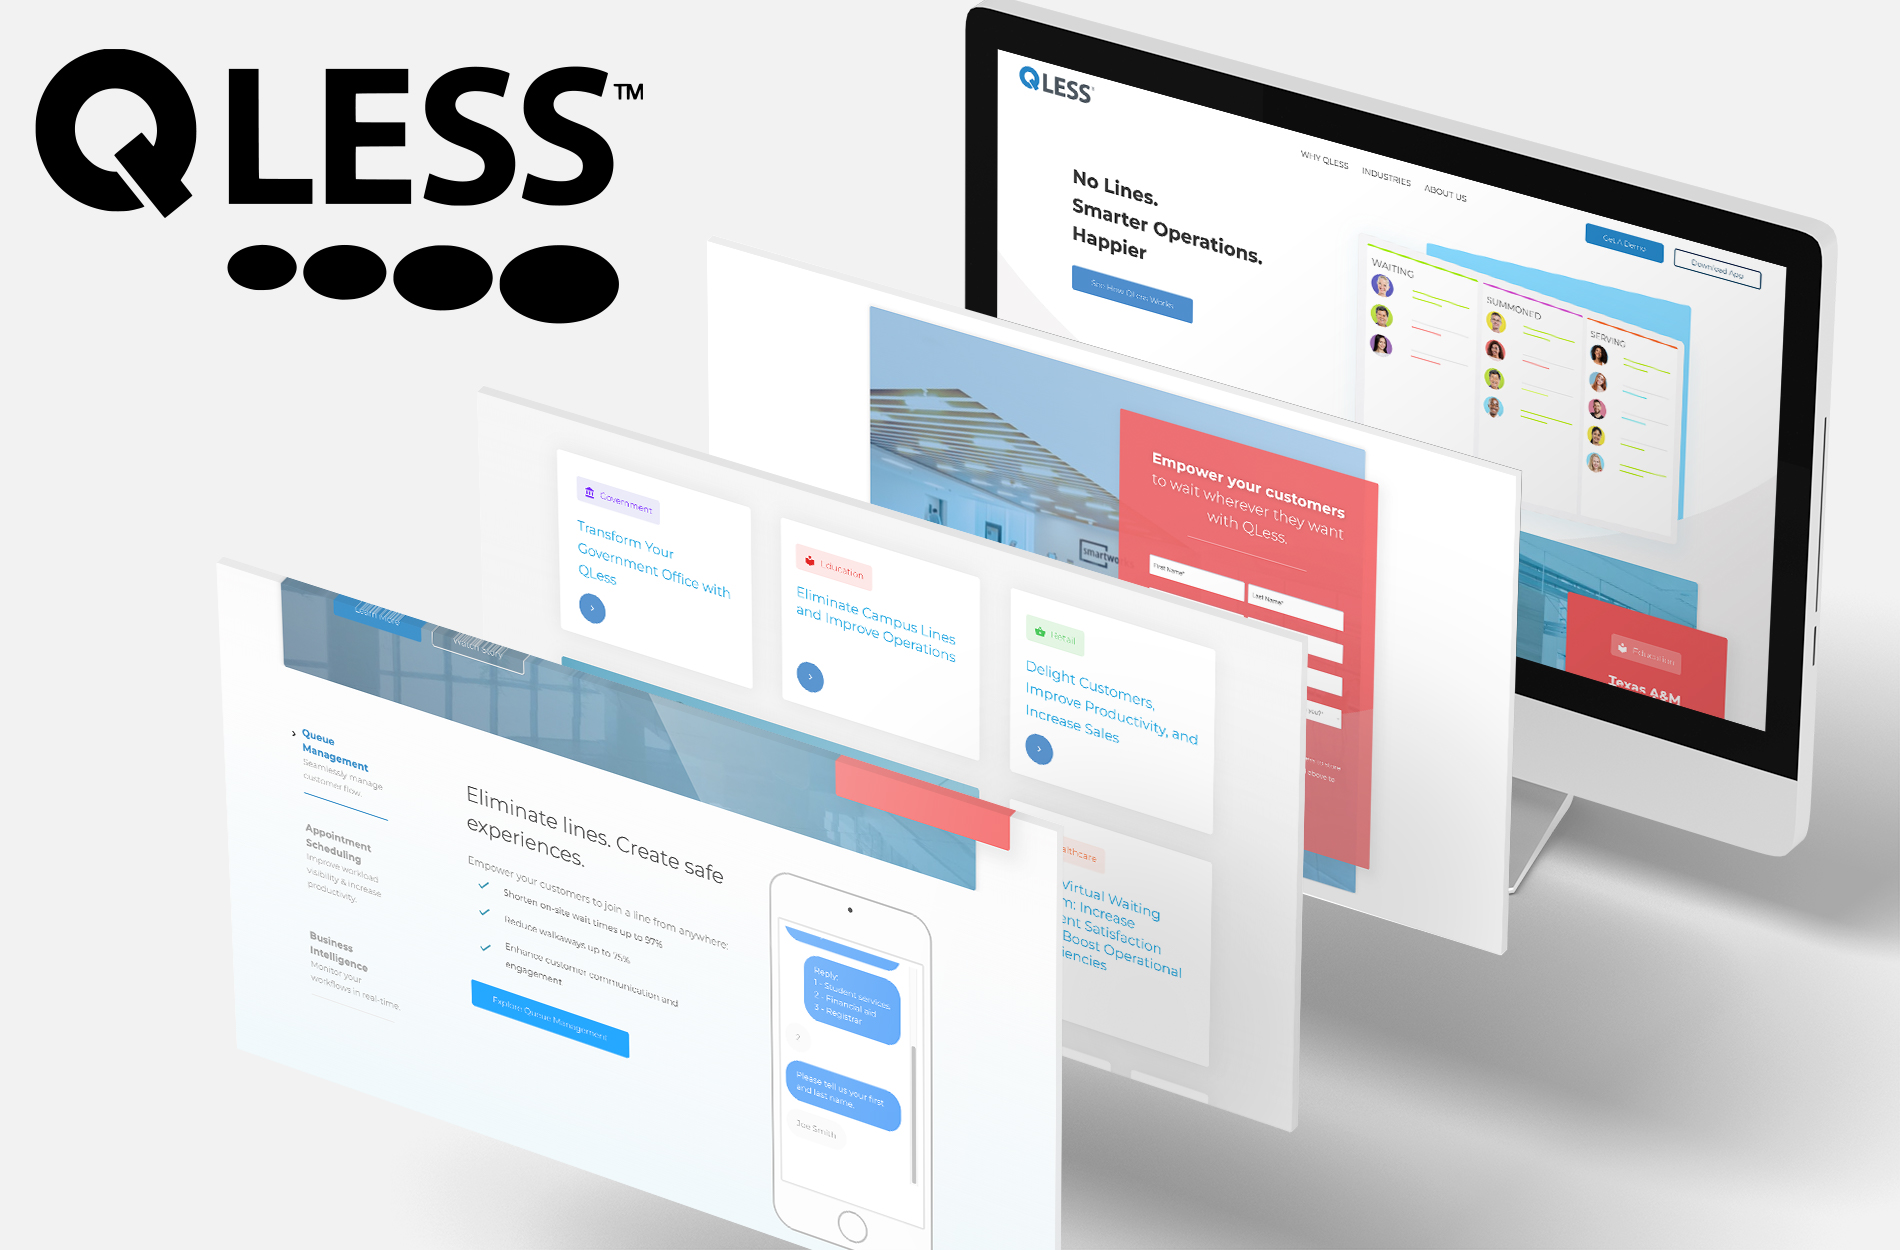 QLESS™
QLESS
WHY QLESS
INDUSTRIES
ABOUT US
Get A Demo
Download App
No Lines.
Smarter Operations.
Happier
See How QLess Works
WAITING
SUMMONED
SERVING
Education
Texas A&M
Empower your customers
to wait wherever they want
with QLess.
First Name*
Last Name*
smartwork
above to
Government
Transform Your
Government Office with
QLess
Education
Eliminate Campus Lines
and Improve Operations
Retail
Delight Customers,
Improve Productivity, and
Increase Sales
althcare
Virtual Waiting
m: Increase
ent Satisfaction
Boost Operational
iencies
Learn More
Watch Story
Queue
Management
Seamlessly manage
customer flow.
Appointment
Scheduling
Improve workload
visibility & increase
productivity.
Business
Intelligence
Monitor your
workflows in real-time.
Eliminate lines. Create safe
experiences.
Empower your customers to join a line from anywhere:
Shorten on-site wait times up to 97%
Reduce walkaways up to 75%
Enhance customer communication and
engagement
Explore Queue Management
Reply:
1 - Student services
2 - Financial aid
3 - Registrar
2
Please tell us your first
and last name.
Joe Smith